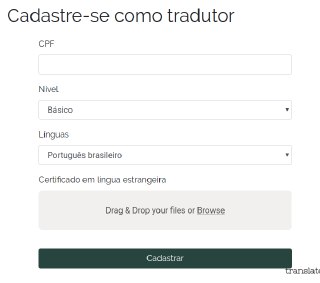 Cadastre-se como tradutor
CPF
Nível
Básico
Línguas
Português brasileiro
Certificado em língua estrangeira
Drag & Drop your files or Browse
Cadastrar
translate